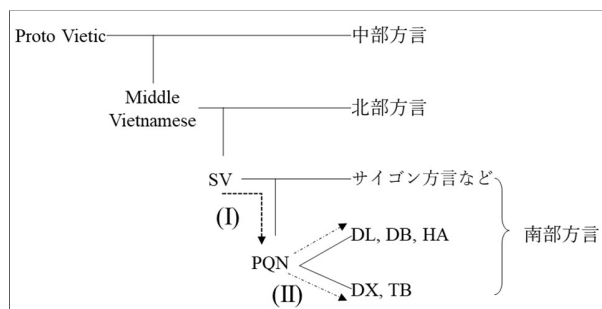 Proto Vietic 中部方言
Middle
Vietnamese 北部方言
SV サイゴン方言など
(I)
DL, DB, HA 南部方言
PQN
(II)
DX, TB